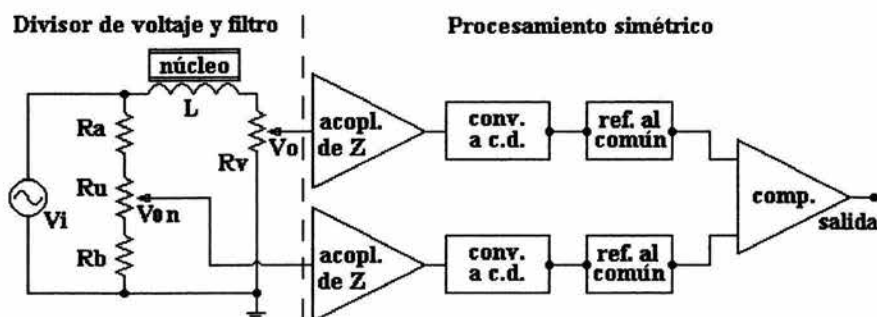 Divisor de voltaje y filtro
Procesamiento simétrico
núcleo
L
Ra
Ru
Rb
Vi
Von
Rv
Vo
acopl.
de Z
conv.
a c.d.
ref. al
común
acopl.
de Z
conv.
a c.d.
ref. al
común
comp.
salida